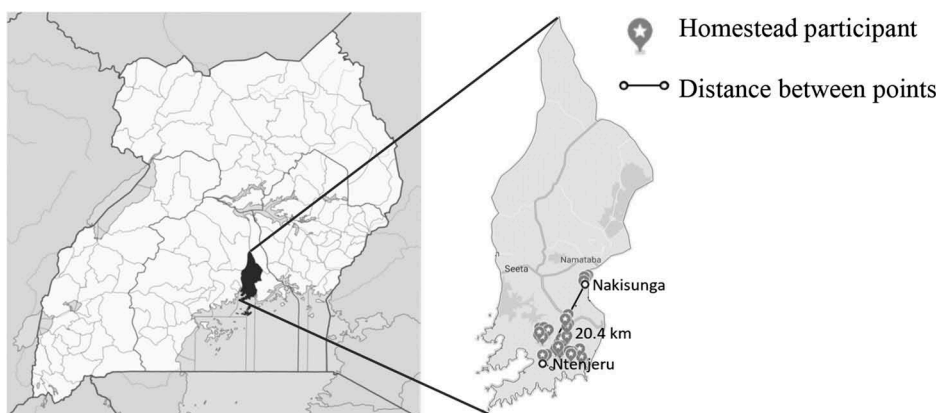 Homestead participant
Distance between points
Namataba
Seeta
Nakisunga
20.4 km
Ntenjeru